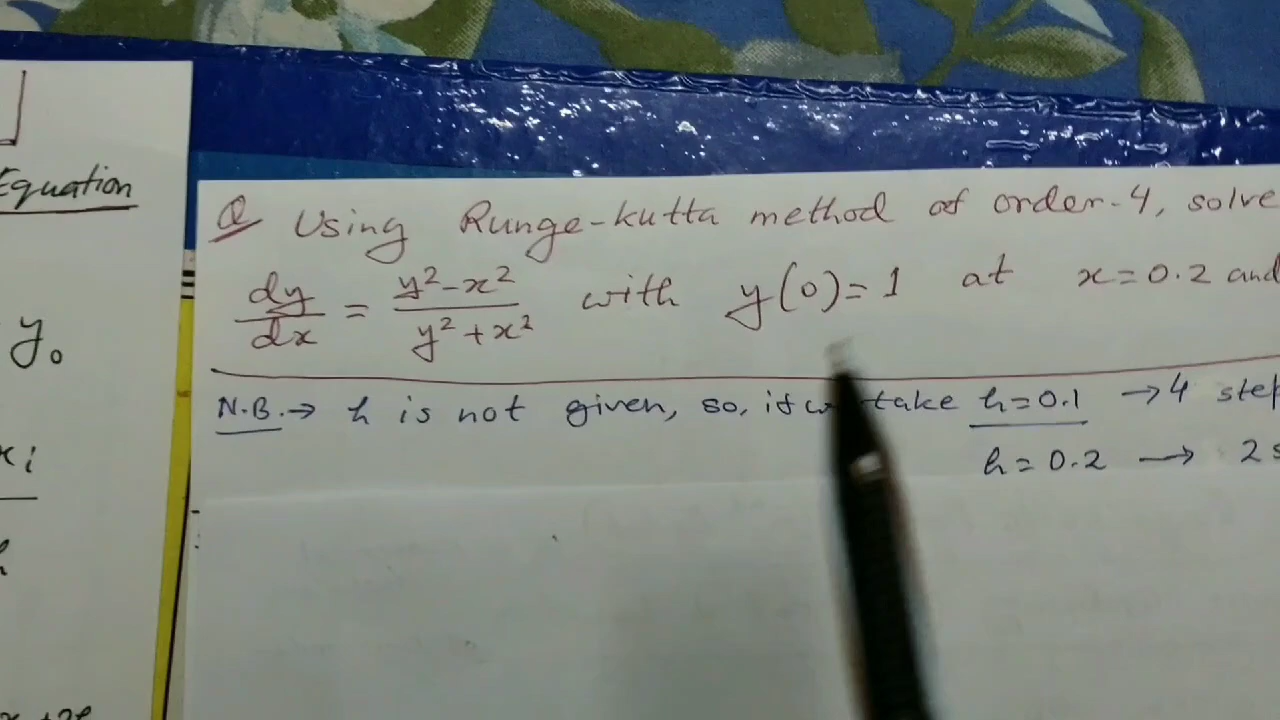 Equation
y₀
Q Using Runge-kutta method of order-4, solve
dy/dx = y²-x²/y²+x² with y(0)=1 at x=0.2 and
N.B.→ h is not given, so, if take h=0.1 →4 step
h=0.2 → 2